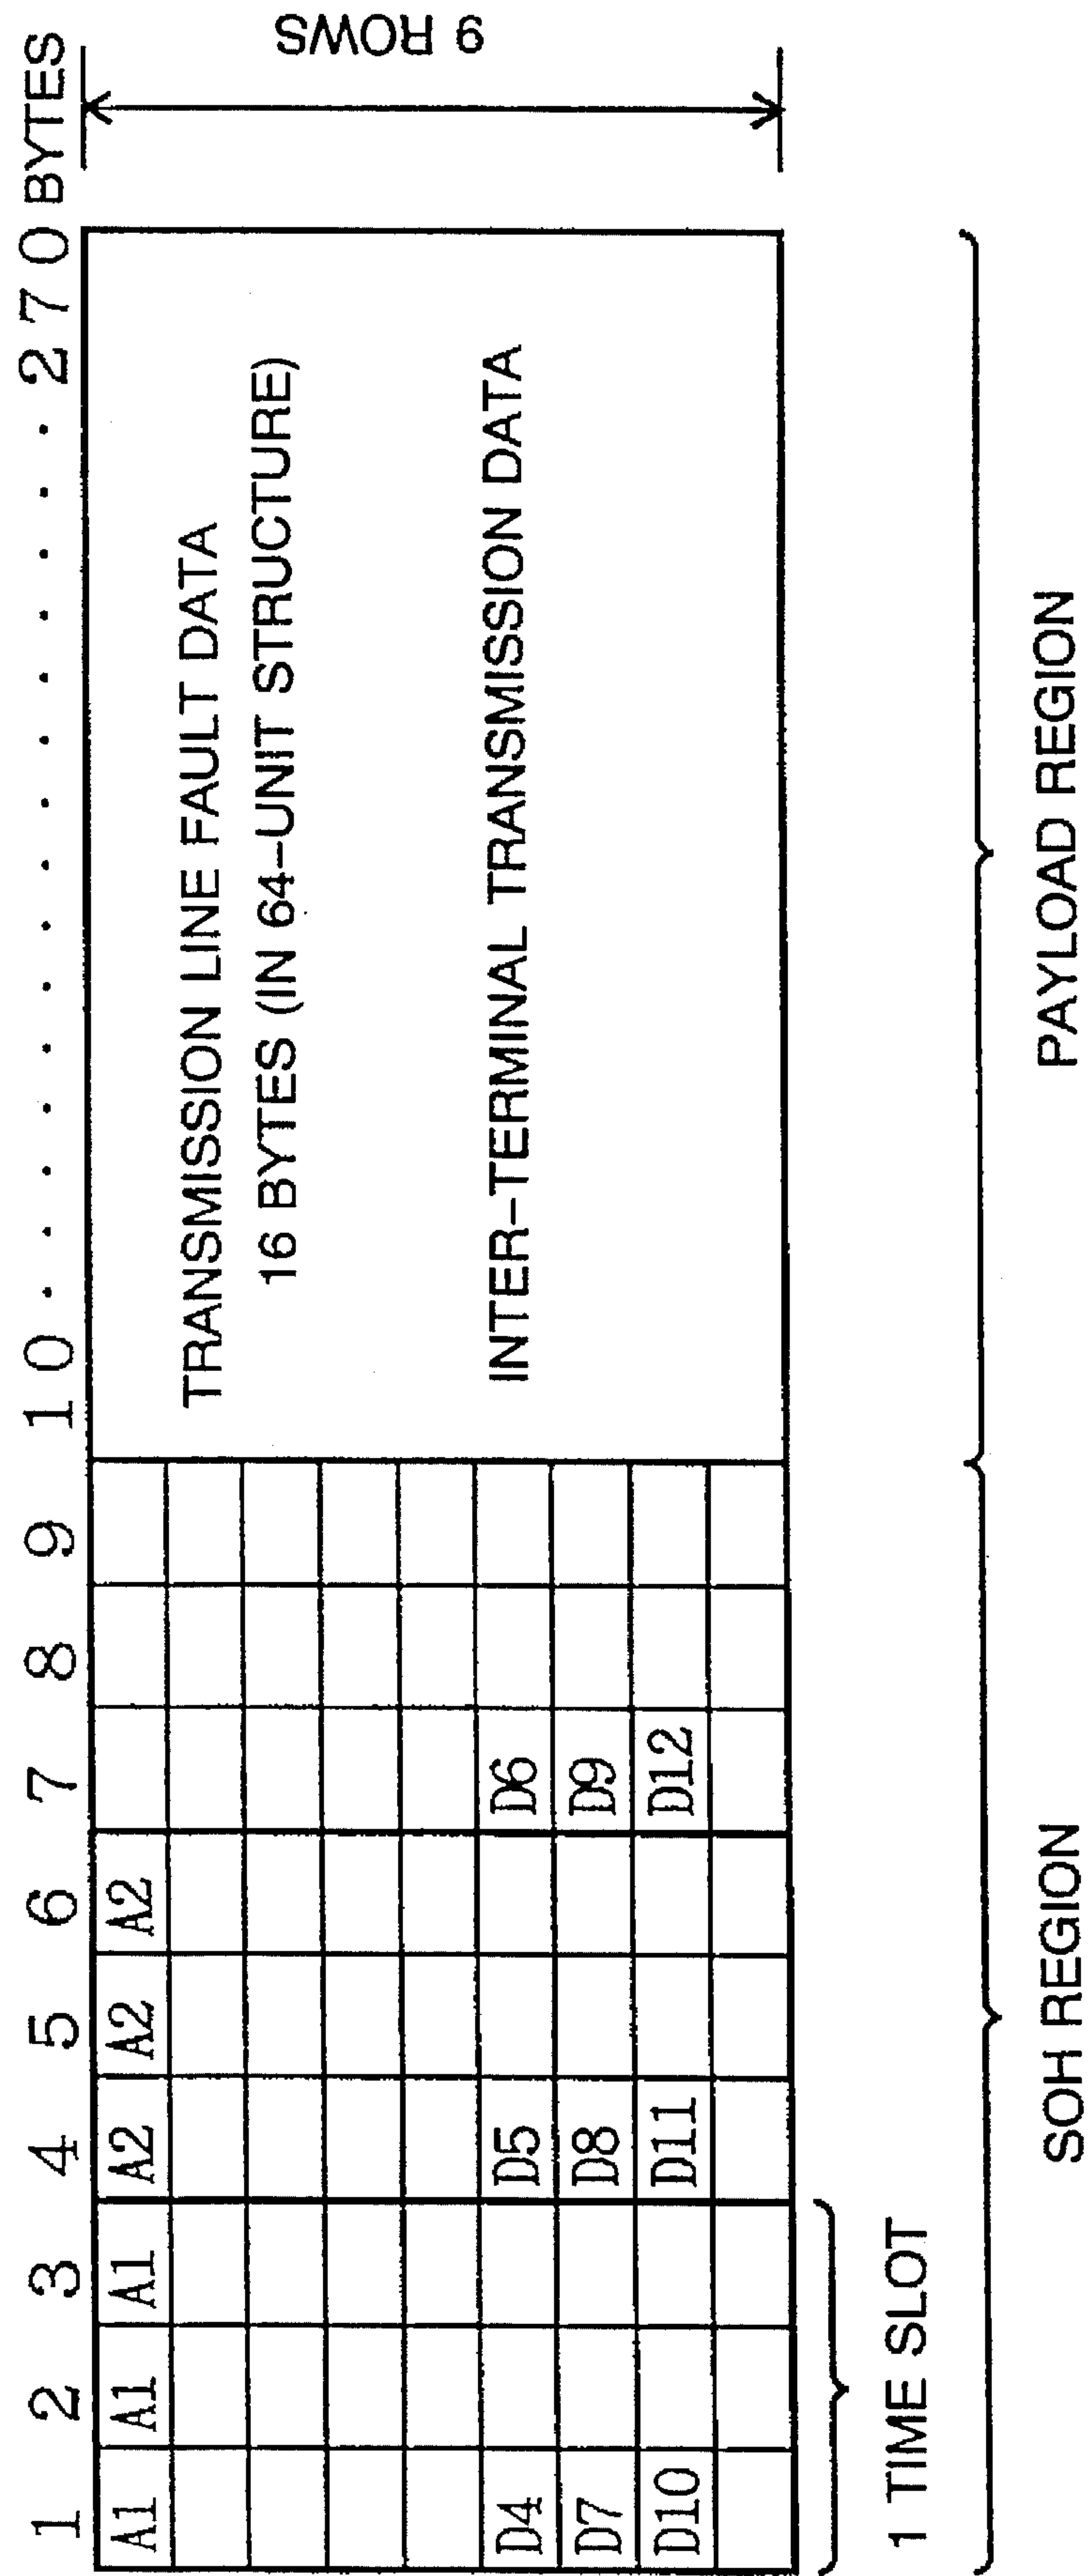 1 2 3 4 5 6 7 8 9 10 · · · · · · · · · · · · · · · 270 BYTES
A1 A1 A1 A2 A2 A2
TRANSMISSION LINE FAULT DATA
16 BYTES (IN 64-UNIT STRUCTURE)
D4 D5 D6
INTER-TERMINAL TRANSMISSION DATA
D7 D8 D9
D10 D11 D12
9 ROWS
1 TIME SLOT
SOH REGION
PAYLOAD REGION